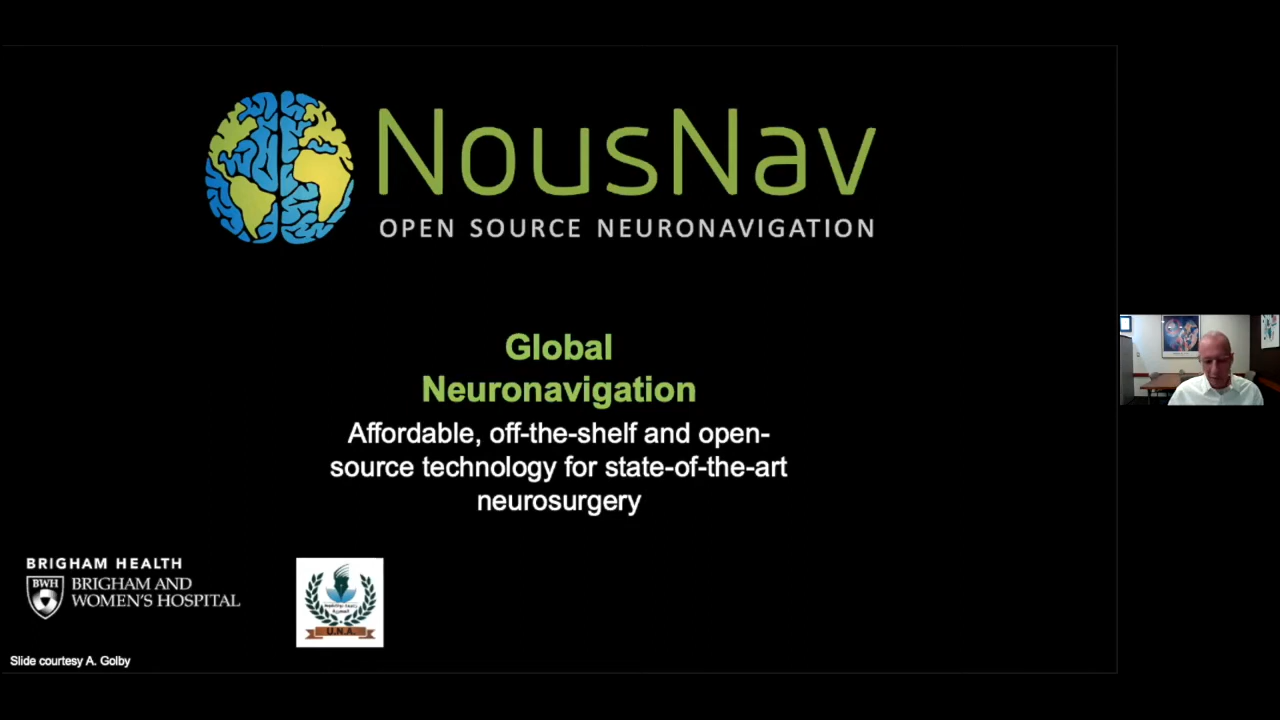 NousNav
OPEN SOURCE NEURONAVIGATION
Global
Neuronavigation
Affordable, off-the-shelf and open-
source technology for state-of-the-art
neurosurgery
BRIGHAM HEALTH
BWH
BRIGHAM AND
WOMEN'S HOSPITAL
U.N.A.
Slide courtesy A. Golby